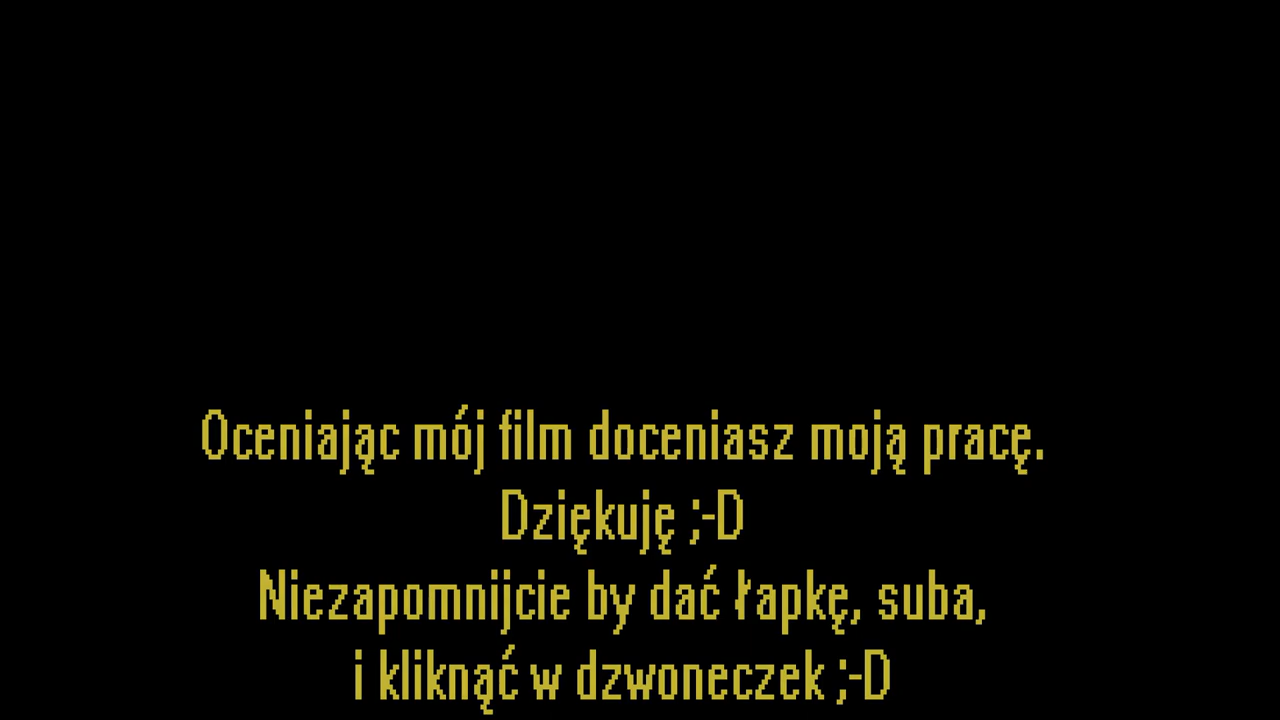 Oceniając mój film doceniasz moją pracę.
Dziękuję ;-D
Niezapomnijcie by dać łapkę, suba,
i kliknąć w dzwoneczek ;-D